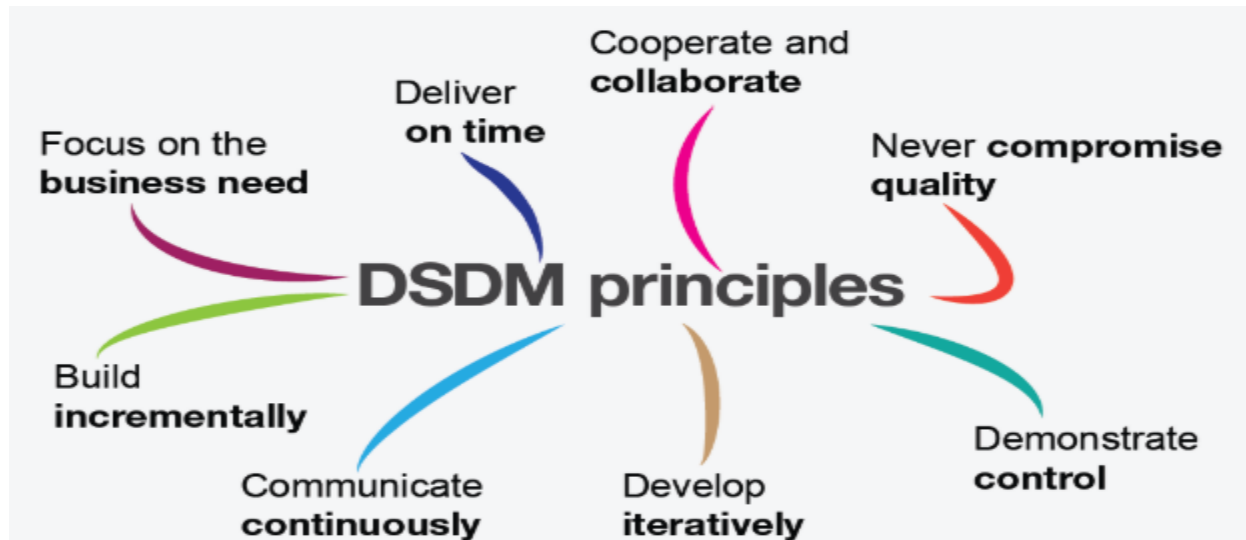 Cooperate and
collaborate
Deliver
on time
Focus on the
business need
Never compromise
quality
DSDM principles
Build
incrementally
Communicate
continuously
Develop
iteratively
Demonstrate
control